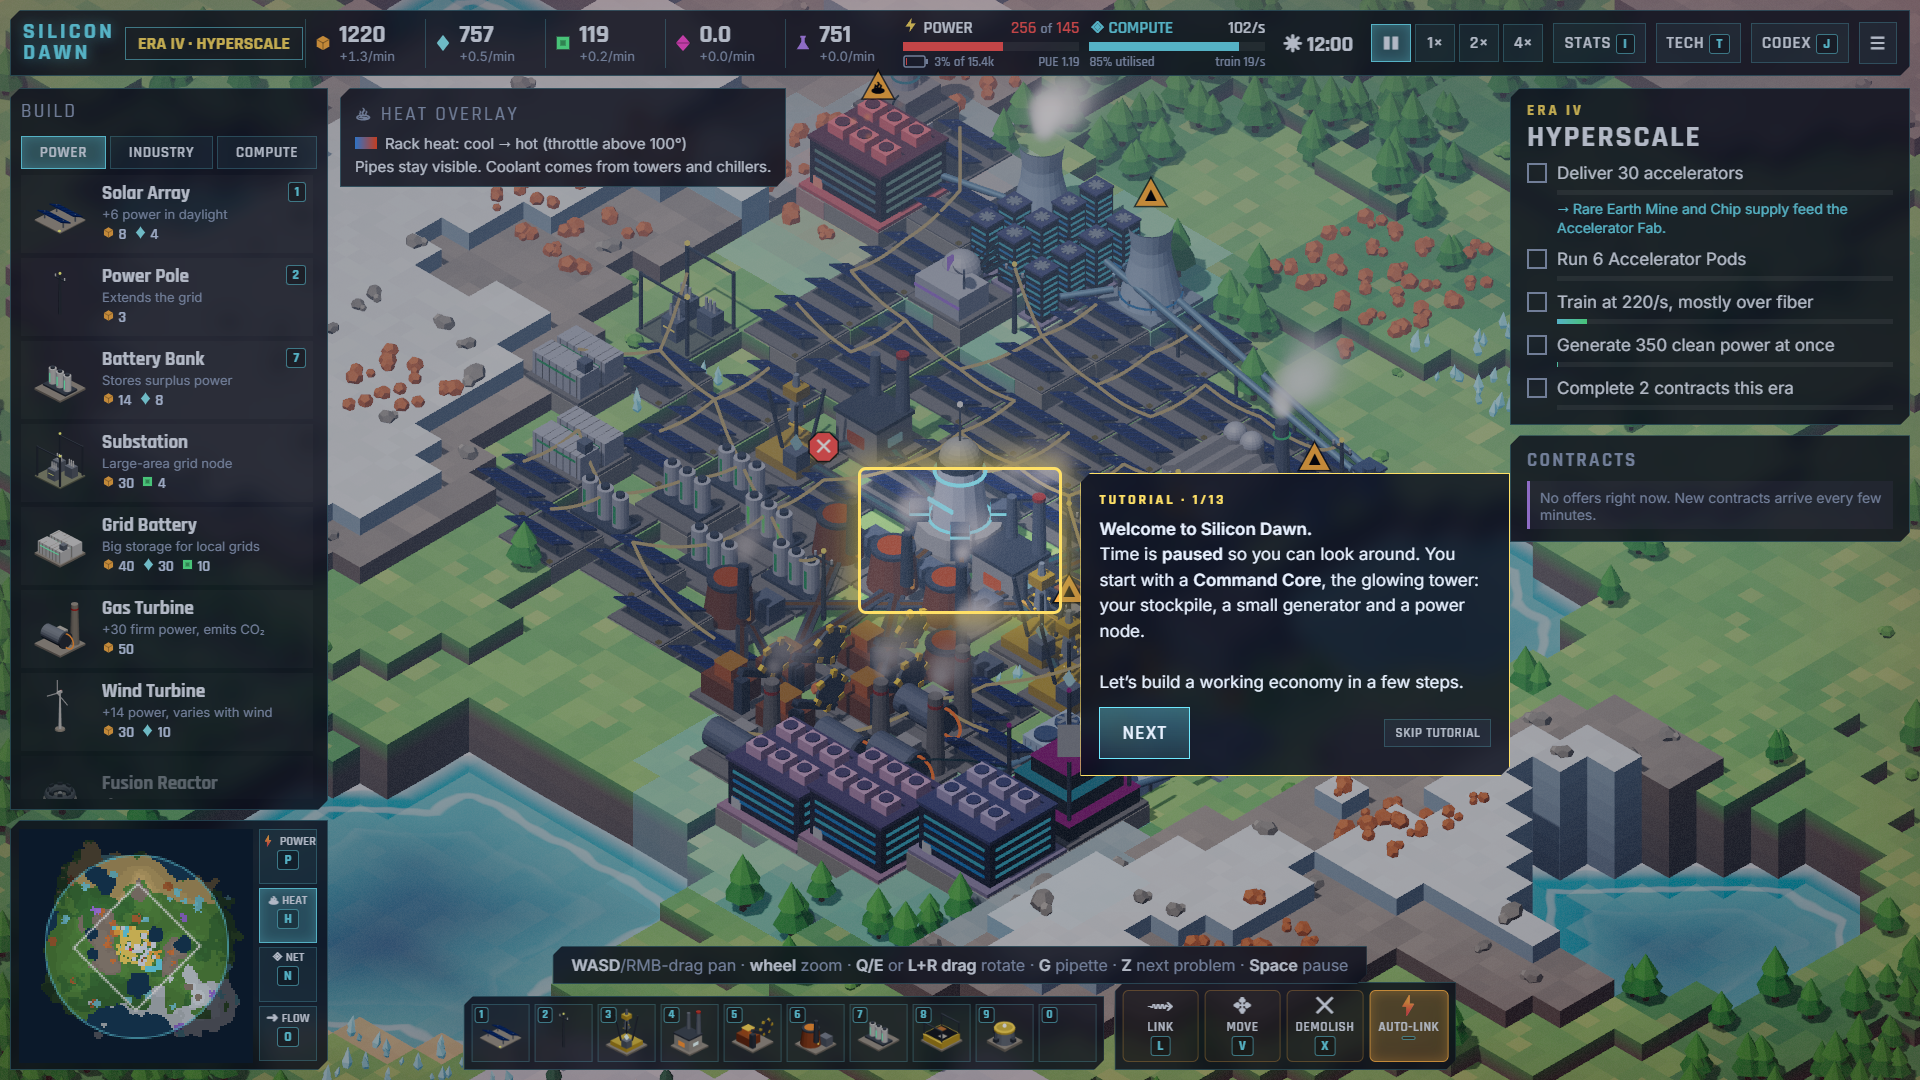 SILICON DAWN
ERA IV · HYPERSCALE
1220
+1.3/min
757
+0.5/min
119
+0.2/min
0.0
+0.0/min
751
+0.0/min
POWER 256 of 145
3% of 15.4k PUE 1.19
COMPUTE 102/s
85% utilised train 19/s
12:00
1× 2× 4×
STATS I
TECH T
CODEX J
BUILD
POWER INDUSTRY COMPUTE
Solar Array 1
+6 power in daylight
8 4
Power Pole 2
Extends the grid
3
Battery Bank 7
Stores surplus power
14 8
Substation
Large-area grid node
30 4
Grid Battery
Big storage for local grids
40 30 10
Gas Turbine
+30 firm power, emits CO₂
50
Wind Turbine
+14 power, varies with wind
30 10
Fusion Reactor
HEAT OVERLAY
Rack heat: cool → hot (throttle above 100°)
Pipes stay visible. Coolant comes from towers and chillers.
ERA IV
HYPERSCALE
Deliver 30 accelerators
→ Rare Earth Mine and Chip supply feed the
Accelerator Fab.
Run 6 Accelerator Pods
Train at 220/s, mostly over fiber
Generate 350 clean power at once
Complete 2 contracts this era
CONTRACTS
No offers right now. New contracts arrive every few
minutes.
TUTORIAL · 1/13
Welcome to Silicon Dawn.
Time is paused so you can look around. You
start with a Command Core, the glowing tower:
your stockpile, a small generator and a power
node.
Let's build a working economy in a few steps.
NEXT
SKIP TUTORIAL
POWER
P
HEAT
H
NET
N
FLOW
O
WASD/RMB-drag pan · wheel zoom · Q/E or L+R drag rotate · G pipette · Z next problem · Space pause
1 2 3 4 5 6 7 8 9 0
LINK
L
MOVE
V
DEMOLISH
X
AUTO-LINK